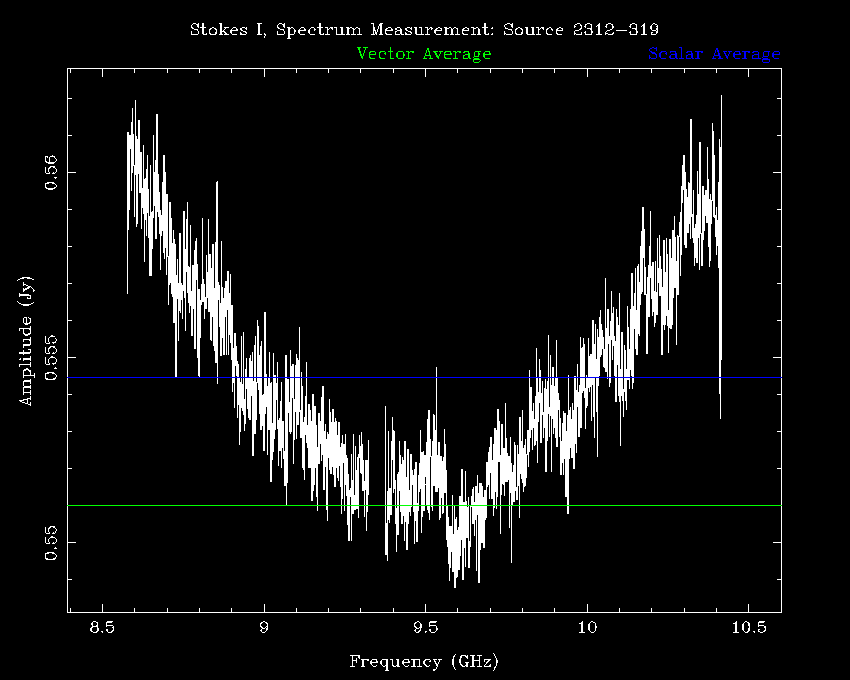 Stokes I, Spectrum Measurement: Source 2312−319
Vector Average
Scalar Average
0.56
0.555
0.55
Amplitude (Jy)
8.5 9 9.5 10 10.5
Frequency (GHz)